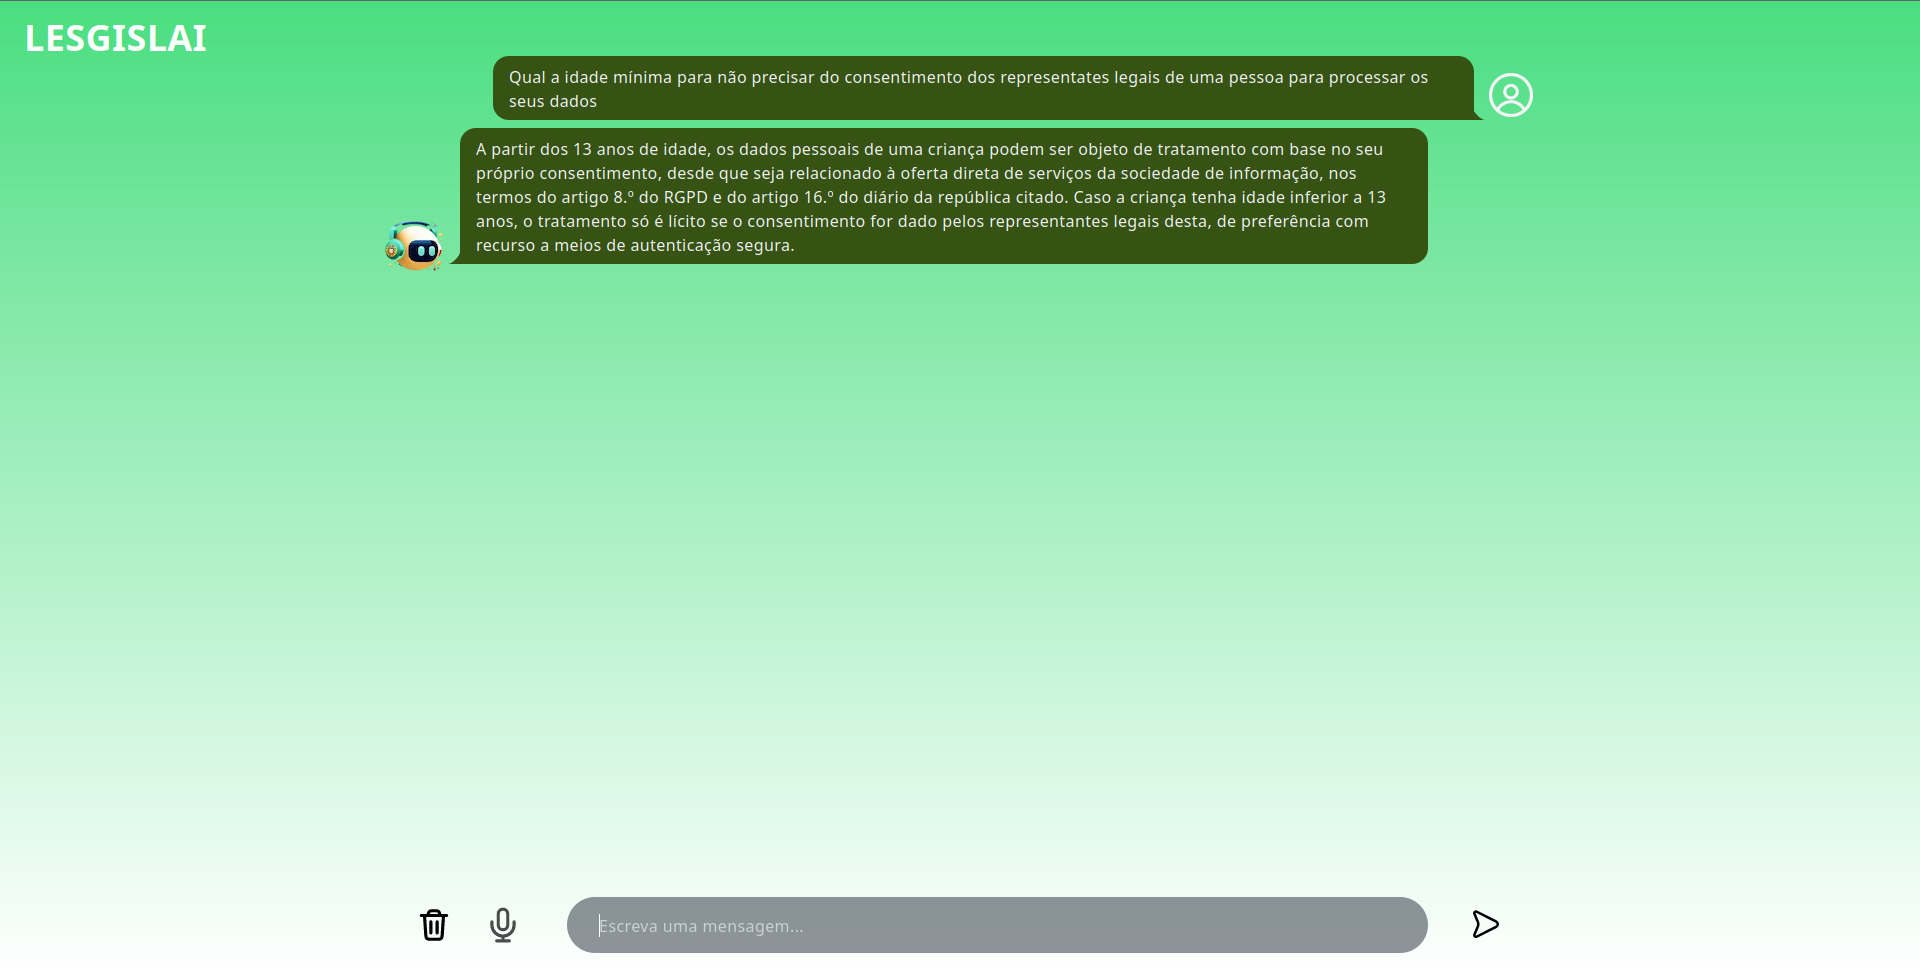 LESGISLAI
Qual a idade mínima para não precisar do consentimento dos representates legais de uma pessoa para processar os
seus dados
A partir dos 13 anos de idade, os dados pessoais de uma criança podem ser objeto de tratamento com base no seu
próprio consentimento, desde que seja relacionado à oferta direta de serviços da sociedade de informação, nos
termos do artigo 8.º do RGPD e do artigo 16.º do diário da república citado. Caso a criança tenha idade inferior a 13
anos, o tratamento só é lícito se o consentimento for dado pelos representantes legais desta, de preferência com
recurso a meios de autenticação segura.
Escreva uma mensagem...